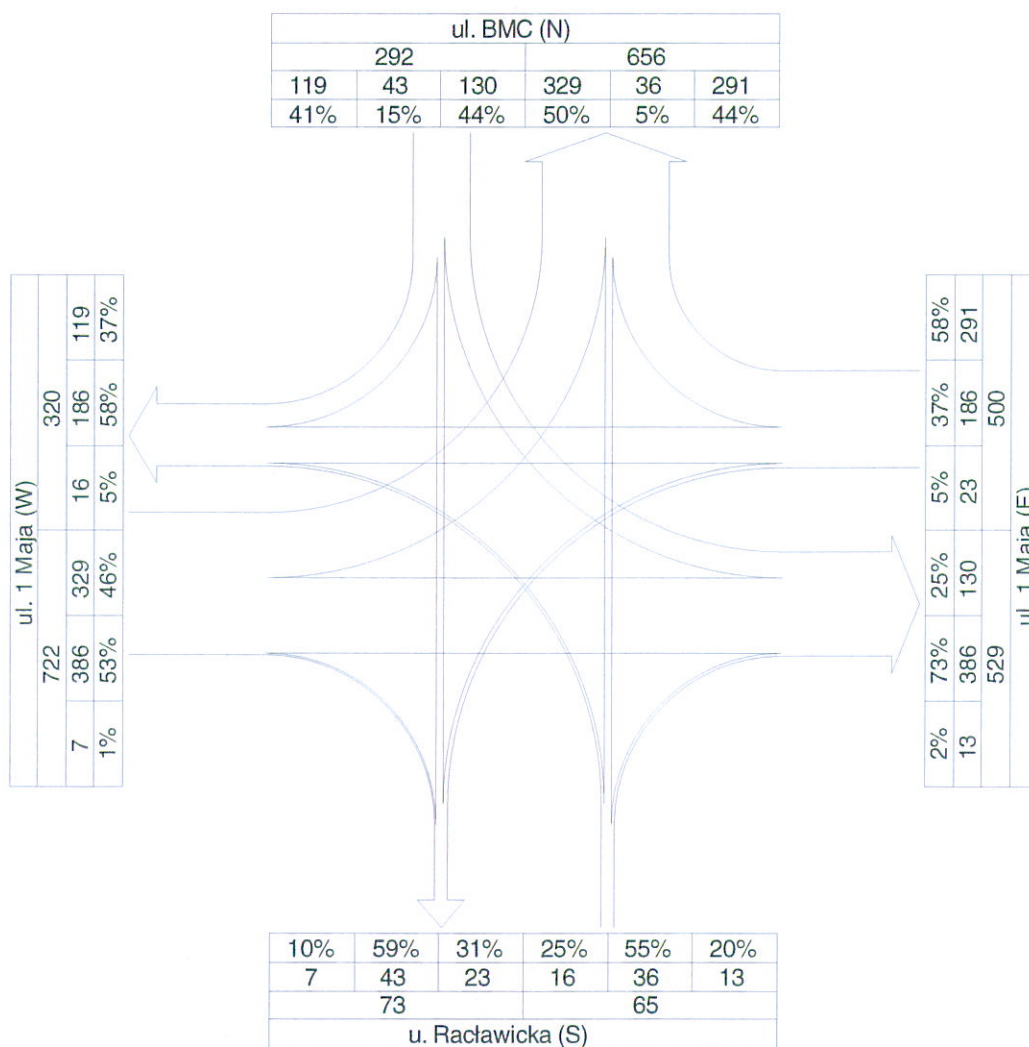 ul. BMC (N)
292 656
119 43 130 329 36 291
41% 15% 44% 50% 5% 44%
ul. 1 Maja (W)
320 722
119 186 16 329 386 7
37% 58% 5% 46% 53% 1%
58% 37% 5% 25% 73% 2%
291 186 23 130 386 13
500 529
ul. 1 Maja (E)
10% 59% 31% 25% 55% 20%
7 43 23 16 36 13
73 65
u. Racławicka (S)